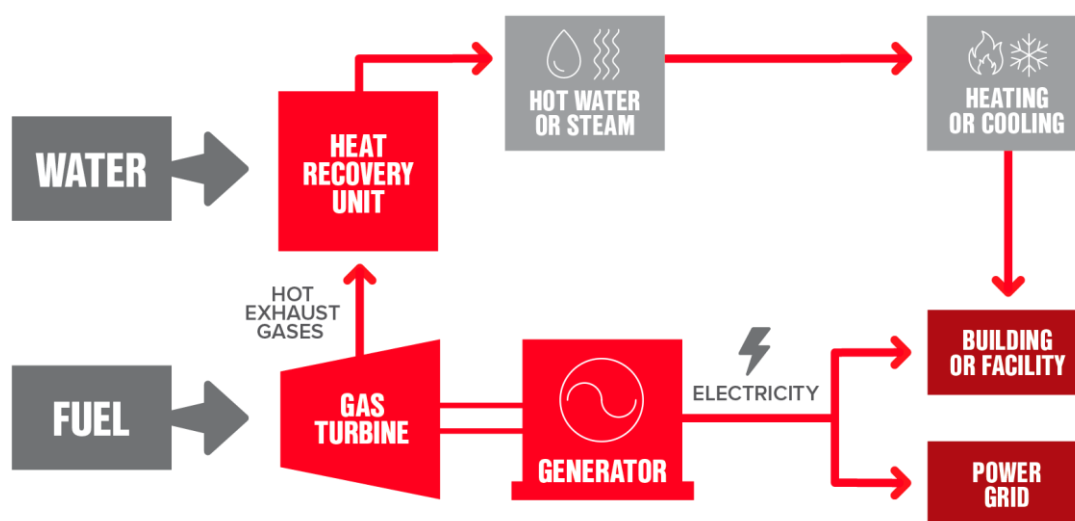 HOT WATER
OR STEAM
HEATING
OR COOLING
WATER
HEAT
RECOVERY
UNIT
HOT
EXHAUST
GASES
BUILDING
OR FACILITY
ELECTRICITY
FUEL
GAS
TURBINE
GENERATOR
POWER
GRID